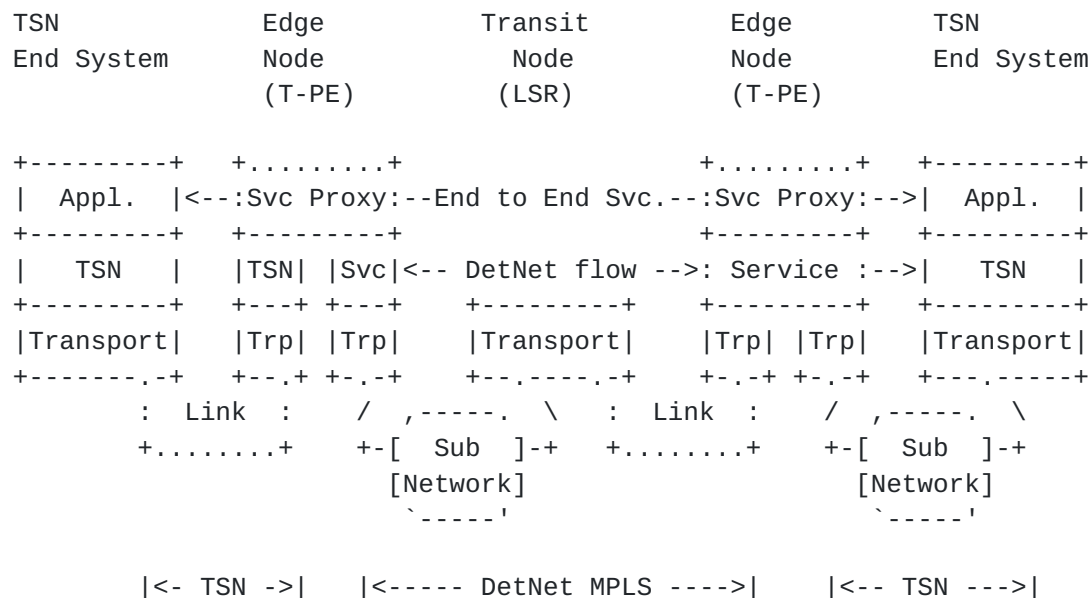 TSN             Edge          Transit         Edge         TSN
End System      Node            Node          Node         End System
                (T-PE)         (LSR)          (T-PE)

+---------+   +.........+                   +.........+   +---------+
|  Appl.  |<--:Svc Proxy:--End to End Svc.--:Svc Proxy:-->|  Appl.  |
+---------+   +---------+                   +---------+   +---------+
|   TSN   |   |TSN| |Svc|<-- DetNet flow -->: Service :-->|   TSN   |
+---------+   +---+ +---+    +---------+    +---------+   +---------+
|Transport|   |Trp| |Trp|    |Transport|    |Trp| |Trp|   |Transport|
+-------.-+   +--.+ +-.-+    +--.----.-+    +-.-+ +-.-+   +---.-----+
        :  Link  :    /  ,-----.  \   :  Link  :    /  ,-----.  \
        +........+    +-[  Sub  ]-+   +........+    +-[  Sub  ]-+
                        [Network]                     [Network]
                         `-----'                       `-----'

        |<- TSN ->|   |<----- DetNet MPLS ---->|    |<-- TSN --->|